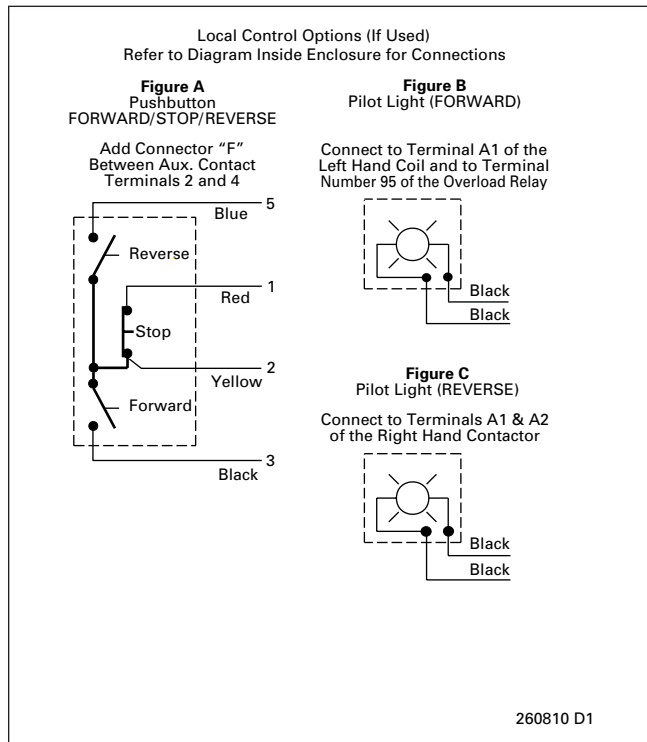 Local Control Options (If Used)
Refer to Diagram Inside Enclosure for Connections
Figure A
Pushbutton
FORWARD/STOP/REVERSE
Add Connector “F”
Between Aux. Contact
Terminals 2 and 4
5
Blue
Reverse
1
Red
Stop
2
Yellow
Forward
3
Black
Figure B
Pilot Light (FORWARD)
Connect to Terminal A1 of the
Left Hand Coil and to Terminal
Number 95 of the Overload Relay
Black
Black
Figure C
Pilot Light (REVERSE)
Connect to Terminals A1 & A2
of the Right Hand Contactor
Black
Black
260810 D1